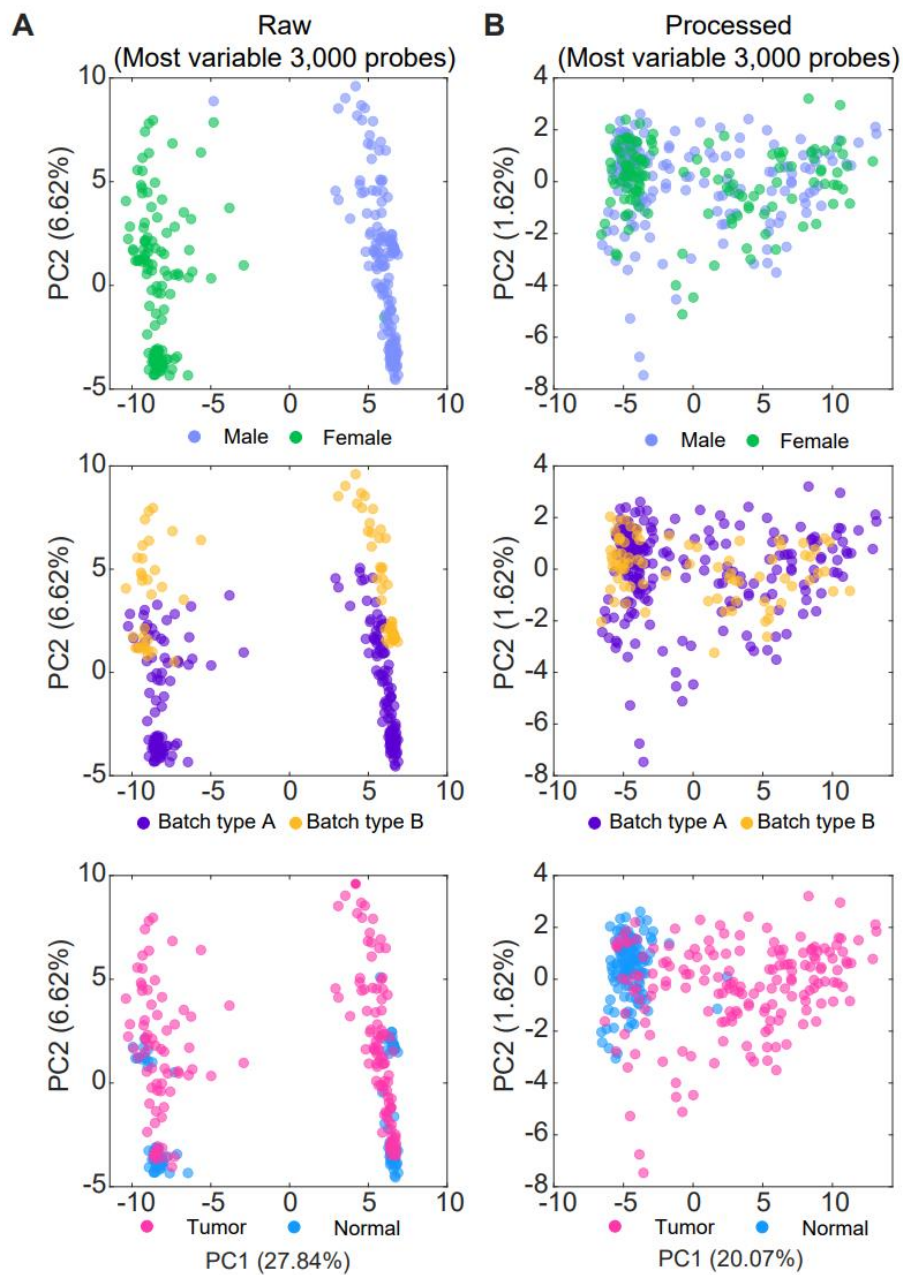 A
Raw
(Most variable 3,000 probes)
B
Processed
(Most variable 3,000 probes)
PC2 (6.62%)
10
5
0
-5
-10 -5 0 5 10
Male Female
PC2 (1.62%)
4
2
0
-2
-4
-6
-8
-5 0 5 10
Male Female
PC2 (6.62%)
10
5
0
-5
-10 -5 0 5 10
Batch type A Batch type B
PC2 (1.62%)
4
2
0
-2
-4
-6
-8
-5 0 5 10
Batch type A Batch type B
PC2 (6.62%)
10
5
0
-5
-10 -5 0 5 10
Tumor Normal
PC1 (27.84%)
PC2 (1.62%)
4
2
0
-2
-4
-6
-8
-5 0 5 10
Tumor Normal
PC1 (20.07%)